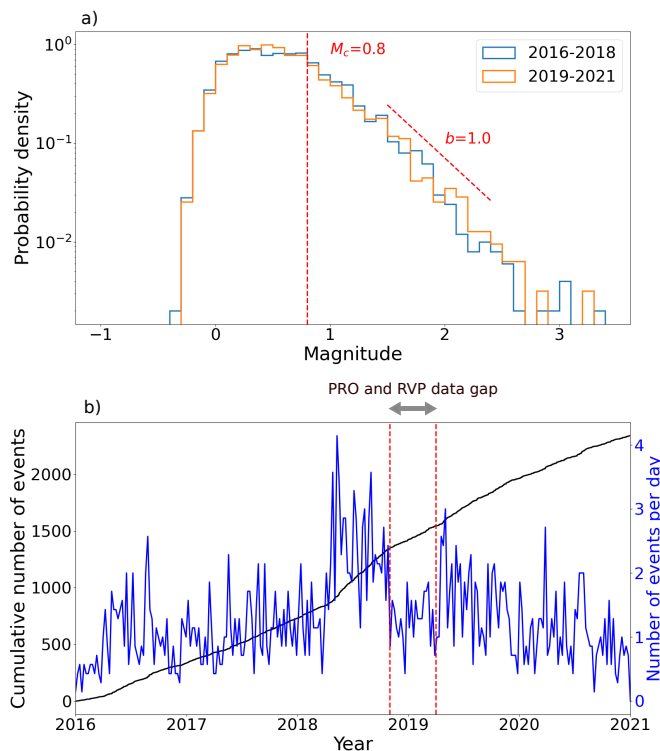 a)
10⁰
10⁻¹
10⁻²
Probability density
M_c=0.8
b=1.0
2016-2018
2019-2021
−1 0 1 2 3
Magnitude
PRO and RVP data gap
b)
Cumulative number of events
2000
1500
1000
500
0
4
3
2
1
0
Number of events per day
2016 2017 2018 2019 2020 2021
Year